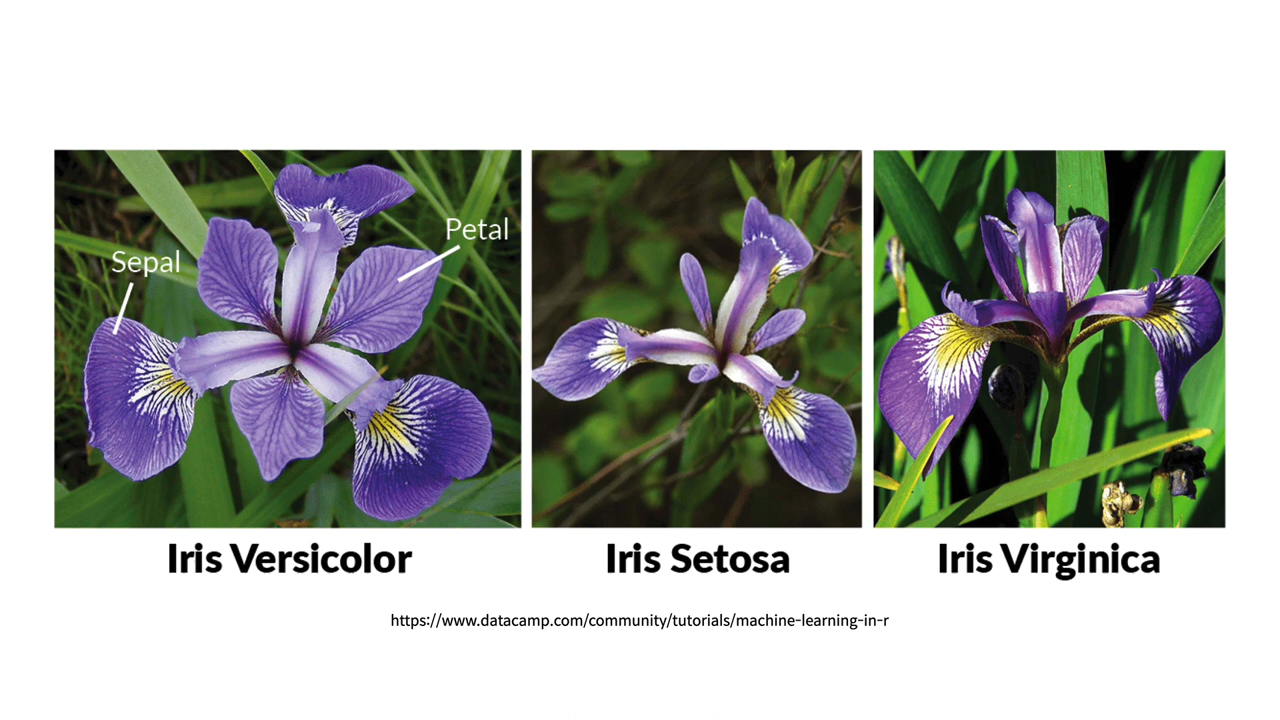 Sepal
Petal
Iris Versicolor
Iris Setosa
Iris Virginica
https://www.datacamp.com/community/tutorials/machine-learning-in-r